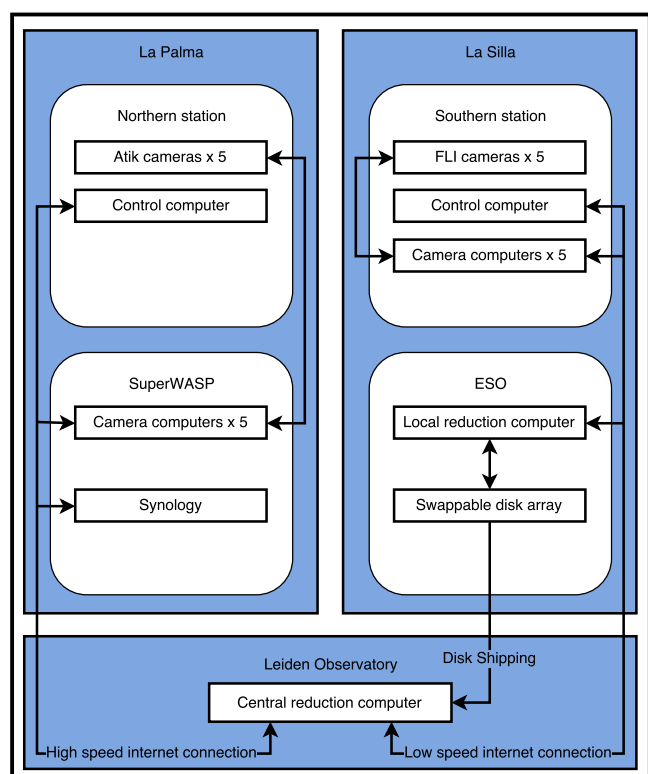 La Palma
Northern station
Atik cameras x 5
Control computer
SuperWASP
Camera computers x 5
Synology
La Silla
Southern station
FLI cameras x 5
Control computer
Camera computers x 5
ESO
Local reduction computer
Swappable disk array
Disk Shipping
Leiden Observatory
Central reduction computer
High speed internet connection
Low speed internet connection